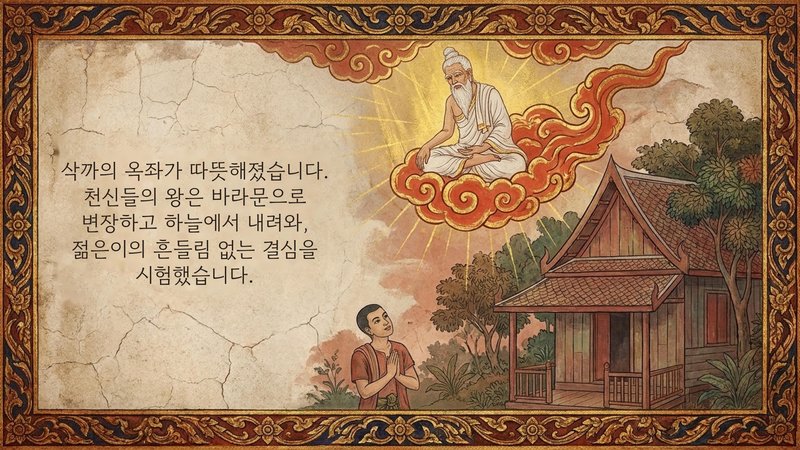 삭까의 옥좌가 따뜻해졌습니다.
천신들의 왕은 바라문으로
변장하고 하늘에서 내려와,
젊은이의 흔들림 없는 결심을
시험했습니다.